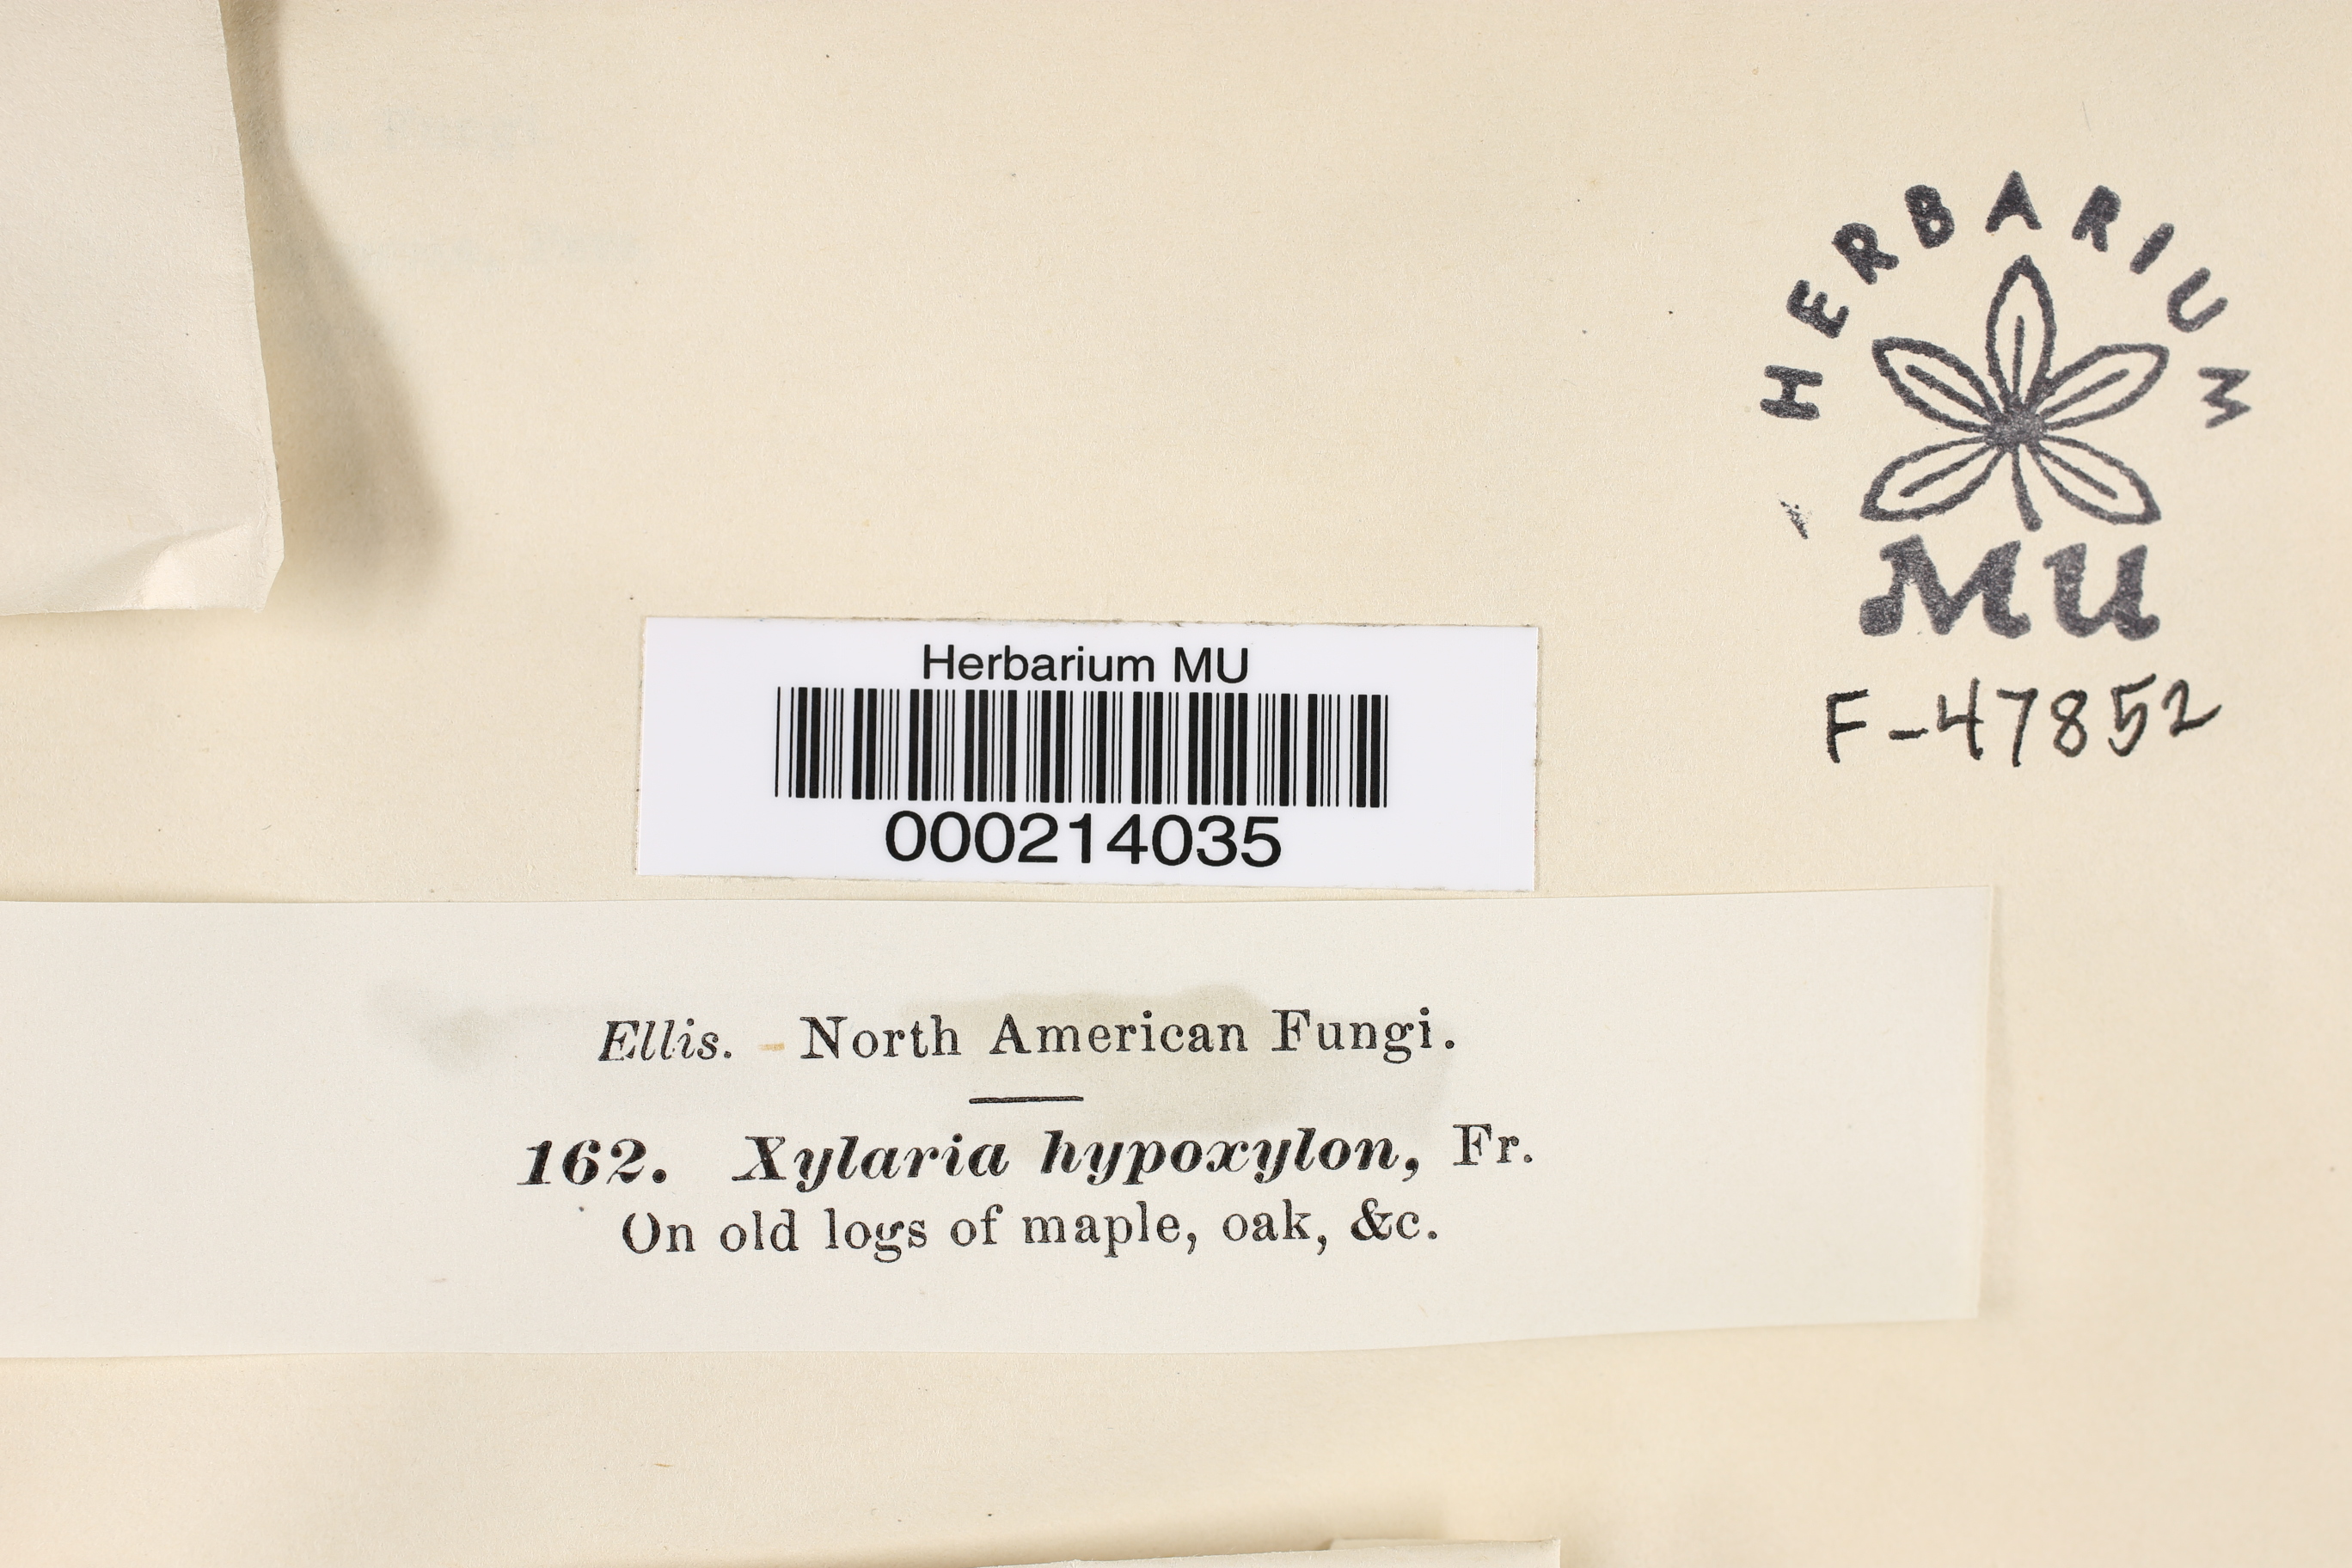 HERBARIUM
MU
F-47852
Herbarium MU
000214035
Ellis. - North American Fungi.
162. Xylaria hypoxylon, Fr.
On old logs of maple, oak, &c.